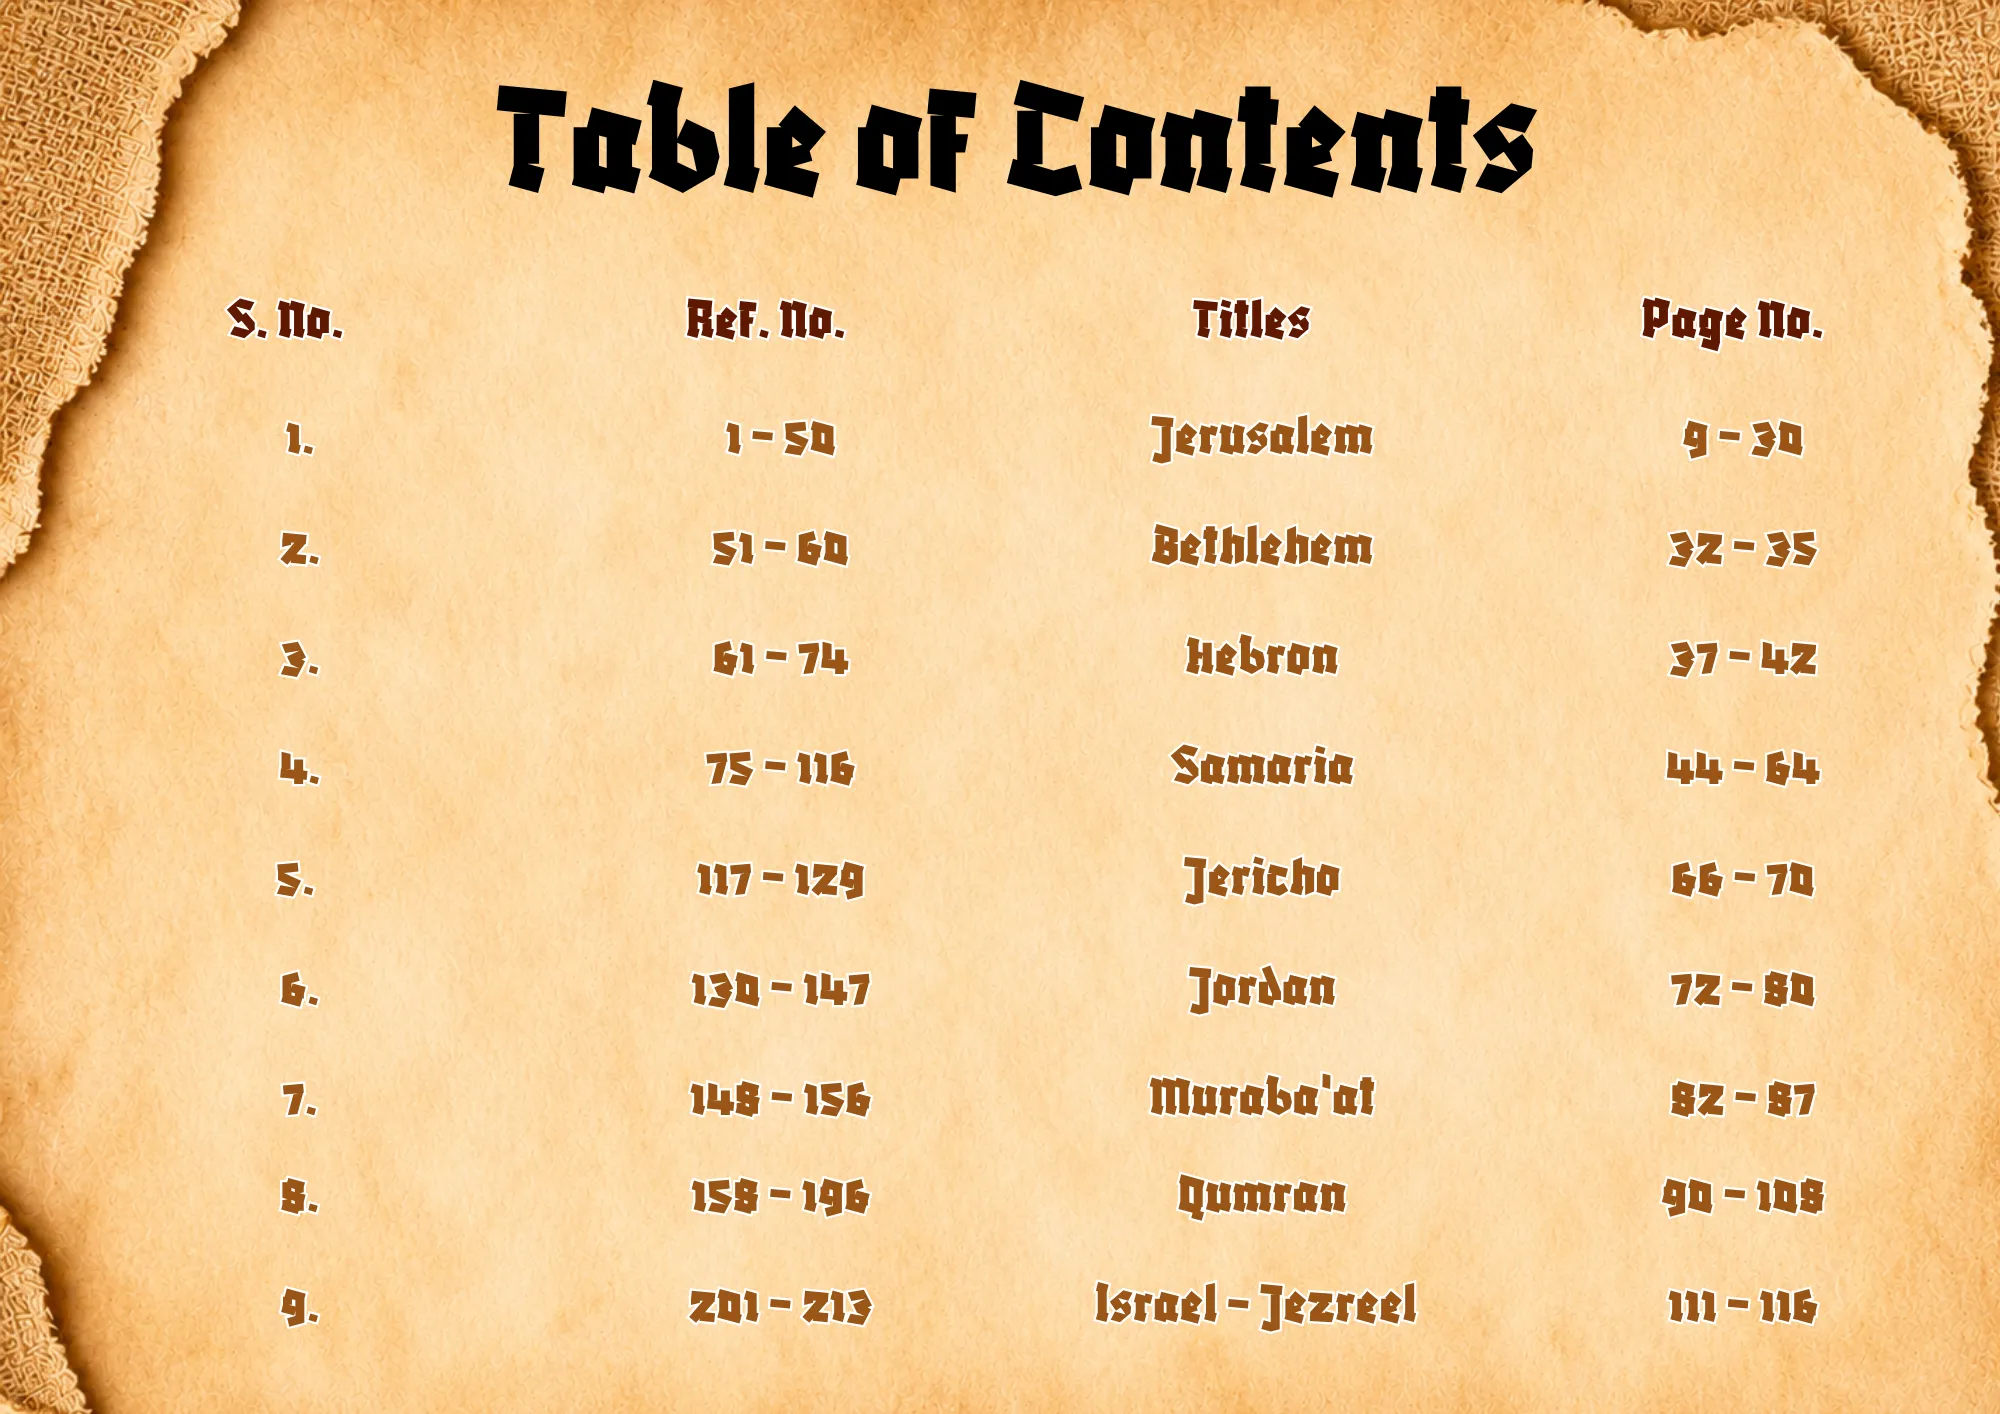 Table of Contents
S. No. Ref. No. Titles Page No.
1. 1 - 50 Jerusalem 9 - 30
2. 51 - 60 Bethlehem 32 - 35
3. 61 - 74 Hebron 37 - 42
4. 75 - 116 Samaria 44 - 64
5. 117 - 129 Jericho 66 - 70
6. 130 - 147 Jordan 72 - 80
7. 148 - 156 Muraba'at 82 - 87
8. 158 - 196 Qumran 90 - 108
9. 201 - 213 Israel - Jezreel 111 - 116